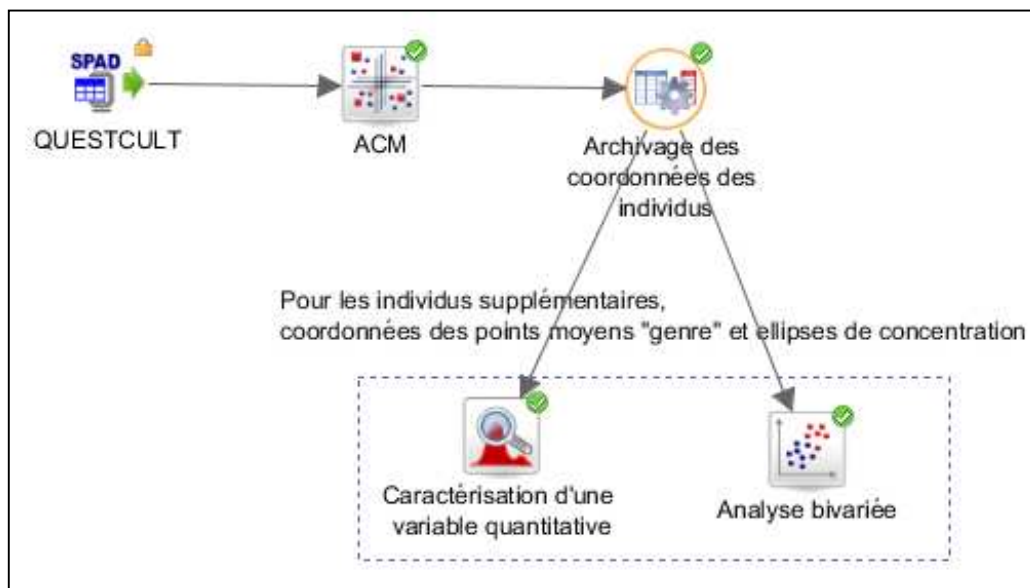 SPAD
QUESTCULT
ACM
Archivage des
coordonnées des
individus
Pour les individus supplémentaires,
coordonnées des points moyens "genre" et ellipses de concentration
Caractérisation d'une
variable quantitative
Analyse bivariée